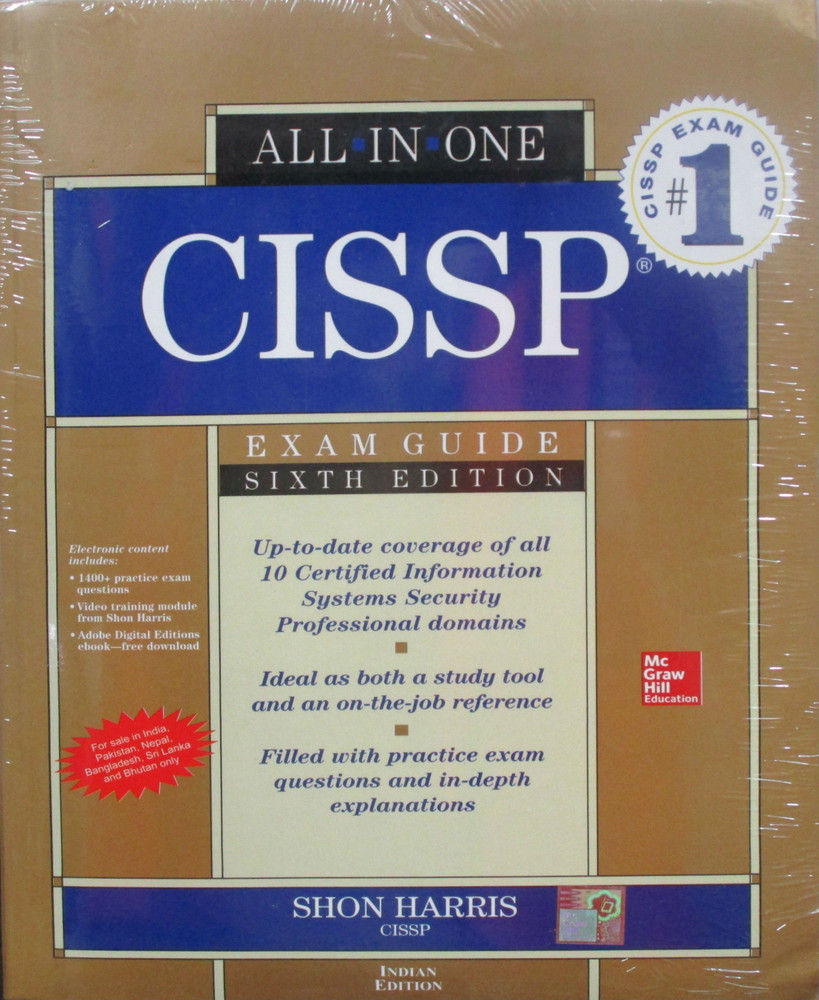 ALL·IN·ONE
CISSP EXAM GUIDE
#1
CISSP®
EXAM GUIDE
SIXTH EDITION
Electronic content
includes:
• 1400+ practice exam
questions
• Video training module
from Shon Harris
• Adobe Digital Editions
ebook—free download
Up-to-date coverage of all
10 Certified Information
Systems Security
Professional domains
Ideal as both a study tool
and an on-the-job reference
Filled with practice exam
questions and in-depth
explanations
Mc
Graw
Hill
Education
For sale in India,
Pakistan, Nepal,
Bangladesh, Sri Lanka
and Bhutan only
SHON HARRIS
CISSP
INDIAN
EDITION